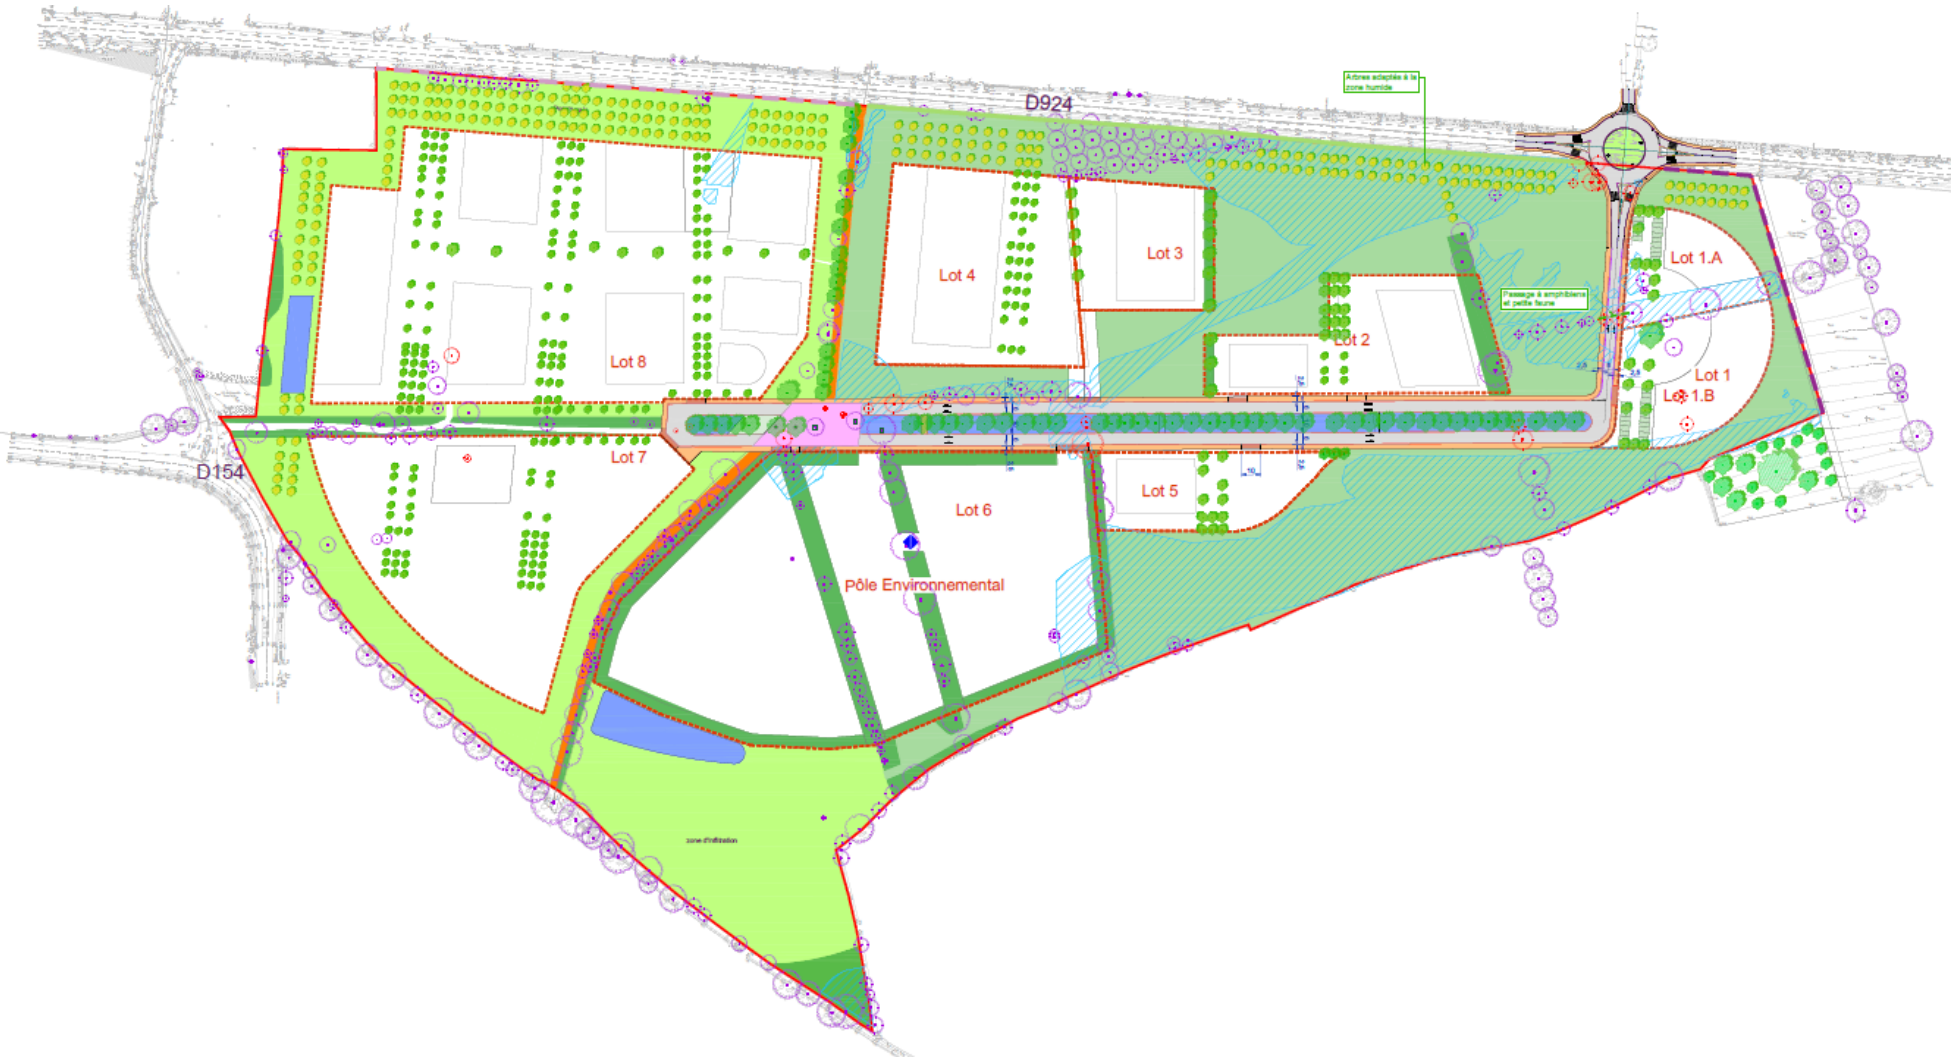 D924
Arbres adaptés à la
zone humide
Lot 1.A
Lot 3
Lot 4
Passage à amphibiens
et petite faune
Lot 2
Lot 8
Lot 1
Lot 1.B
Lot 7
D154
Lot 5
Lot 6
Pôle Environnemental
zone d'infiltration